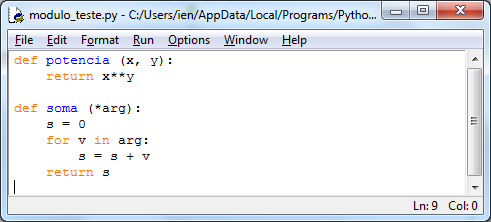 modulo_teste.py - C:/Users/ien/AppData/Local/Programs/Pytho...
File Edit Format Run Options Window Help
def potencia (x, y):
    return x**y

def soma (*arg):
    s = 0
    for v in arg:
        s = s + v
    return s
Ln: 9 Col: 0